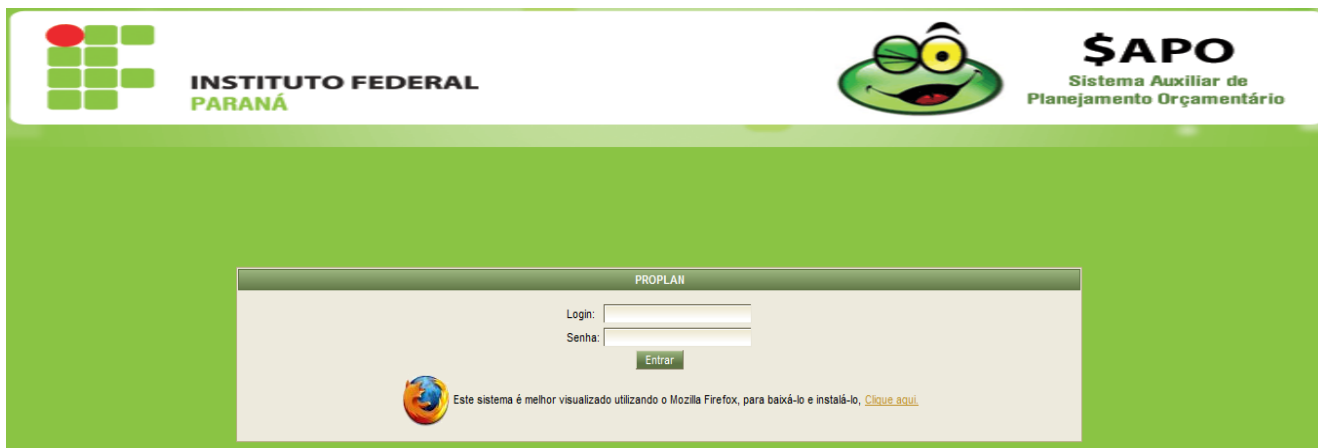 INSTITUTO FEDERAL
PARANÁ
$APO
Sistema Auxiliar de
Planejamento Orçamentário
PROPLAN
Login:
Senha:
Entrar
Este sistema é melhor visualizado utilizando o Mozilla Firefox, para baixá-lo e instalá-lo, Clique aqui.